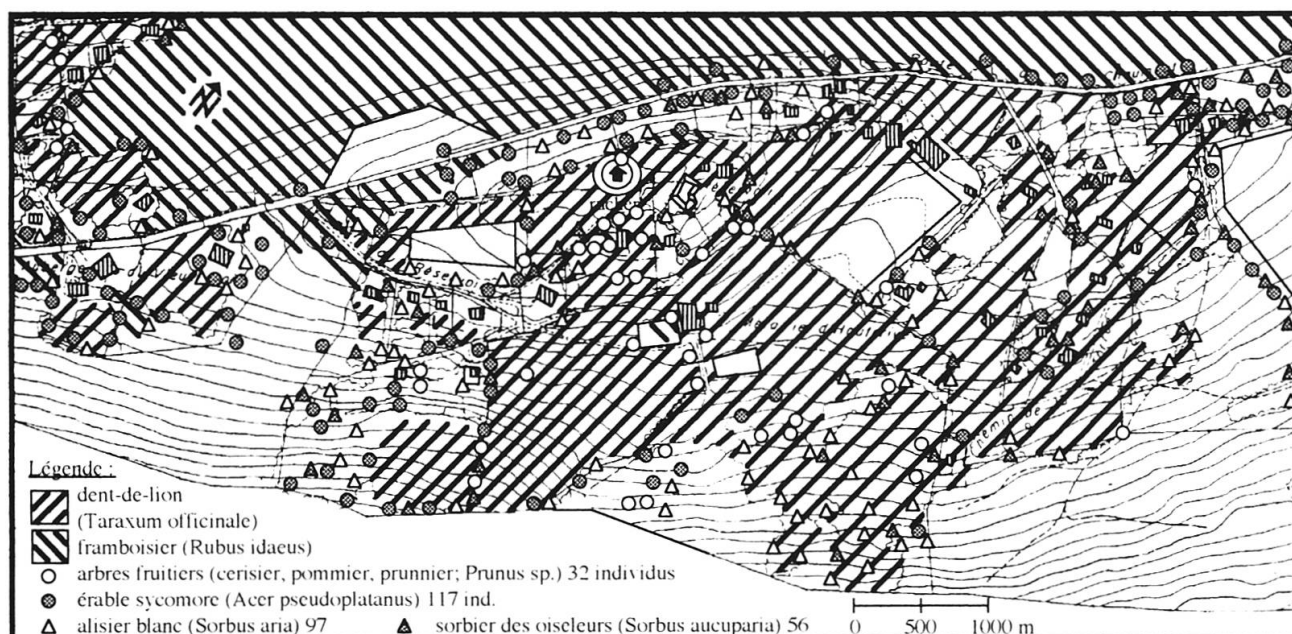 Légende :
dent-de-lion
(Taraxum officinale)
framboisier (Rubus idaeus)
arbres fruitiers (cerisier, pommier, prunnier; Prunus sp.) 32 individus
érable sycomore (Acer pseudoplatanus) 117 ind.
alisier blanc (Sorbus aria) 97 sorbier des oiseleurs (Sorbus aucuparia) 56
0 500 1000 m